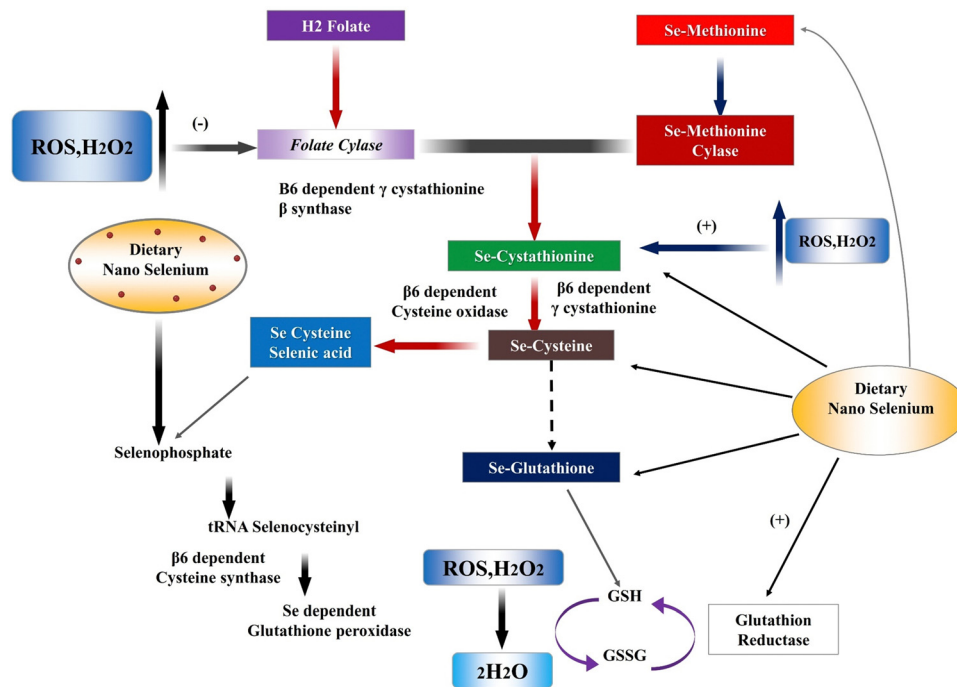 H2 Folate
Se-Methionine
ROS,H2O2
(-)
Folate Cylase
Se-Methionine
Cylase
B6 dependent γ cystathionine
β synthase
(+)
ROS,H2O2
Dietary
Nano Selenium
Se-Cystathionine
β6 dependent
Cysteine oxidase
β6 dependent
γ cystathionine
Se Cysteine
Selenic acid
Se-Cysteine
Dietary
Nano Selenium
Selenophosphate
Se-Glutathione
(+)
tRNA Selenocysteinyl
β6 dependent
Cysteine synthase
ROS,H2O2
Se dependent
Glutathione peroxidase
GSH
Glutathion
Reductase
GSSG
2H2O